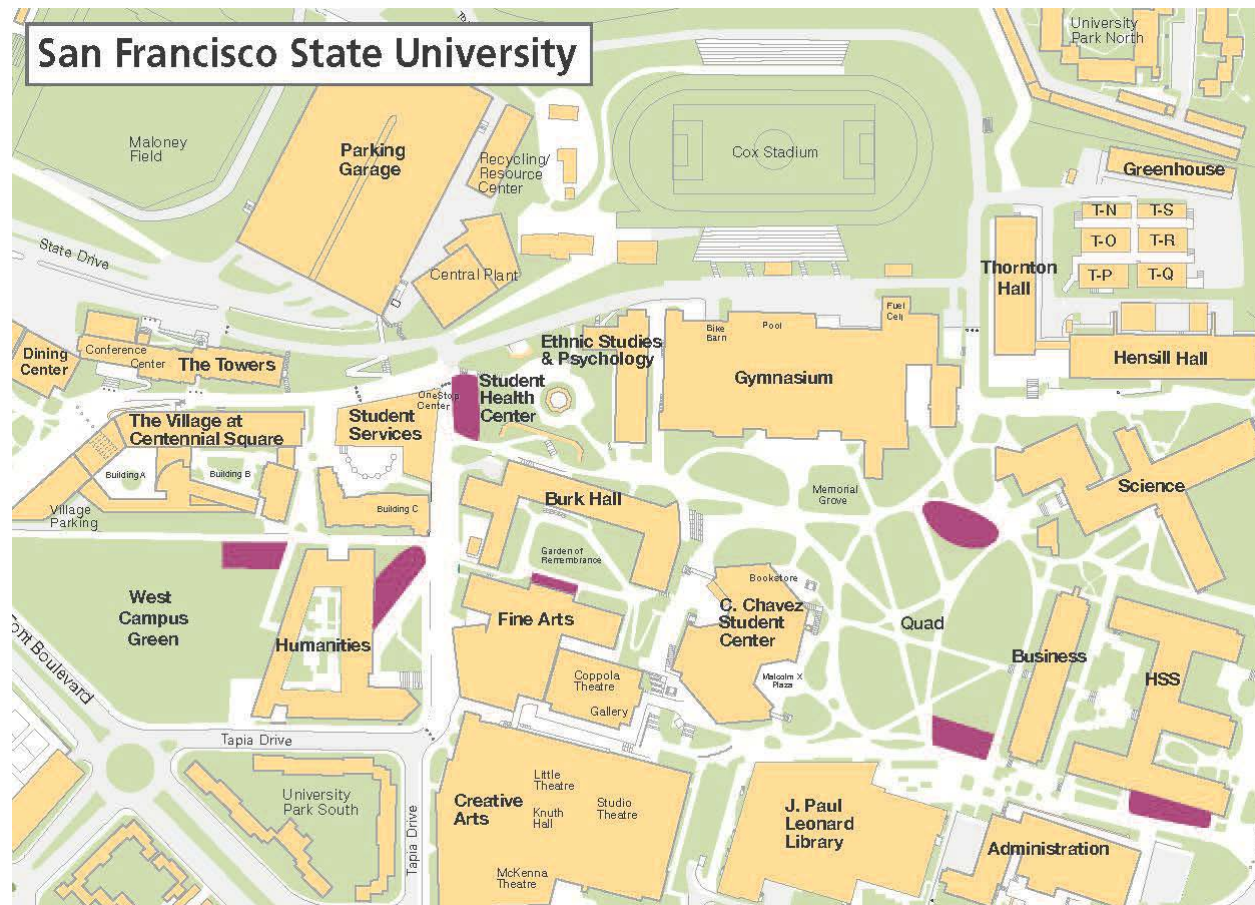 San Francisco State University
University
Park North
Maloney
Field
Parking
Garage
Recycling/
Resource
Center
Cox Stadium
Greenhouse
T-N
T-S
T-O
T-R
T-P
T-Q
State Drive
Central Plant
Thornton
Hall
Fuel
Cell
Bike
Barn
Pool
Ethnic Studies
& Psychology
Gymnasium
Hensill Hall
Dining
Center
Conference
Center
The Towers
OneStop
Center
Student
Health
Center
Student
Services
The Village at
Centennial Square
Building A
Building B
Building C
Village
Parking
Burk Hall
Memorial
Grove
Science
Garden of
Remembrance
Bookstore
West
Campus
Green
Humanities
Fine Arts
C. Chavez
Student
Center
Quad
Business
HSS
Font Boulevard
Coppola
Theatre
Gallery
Malcolm X
Plaza
Tapia Drive
University
Park South
Tapia Drive
Creative
Arts
Little
Theatre
Knuth
Hall
Studio
Theatre
McKenna
Theatre
J. Paul
Leonard
Library
Administration